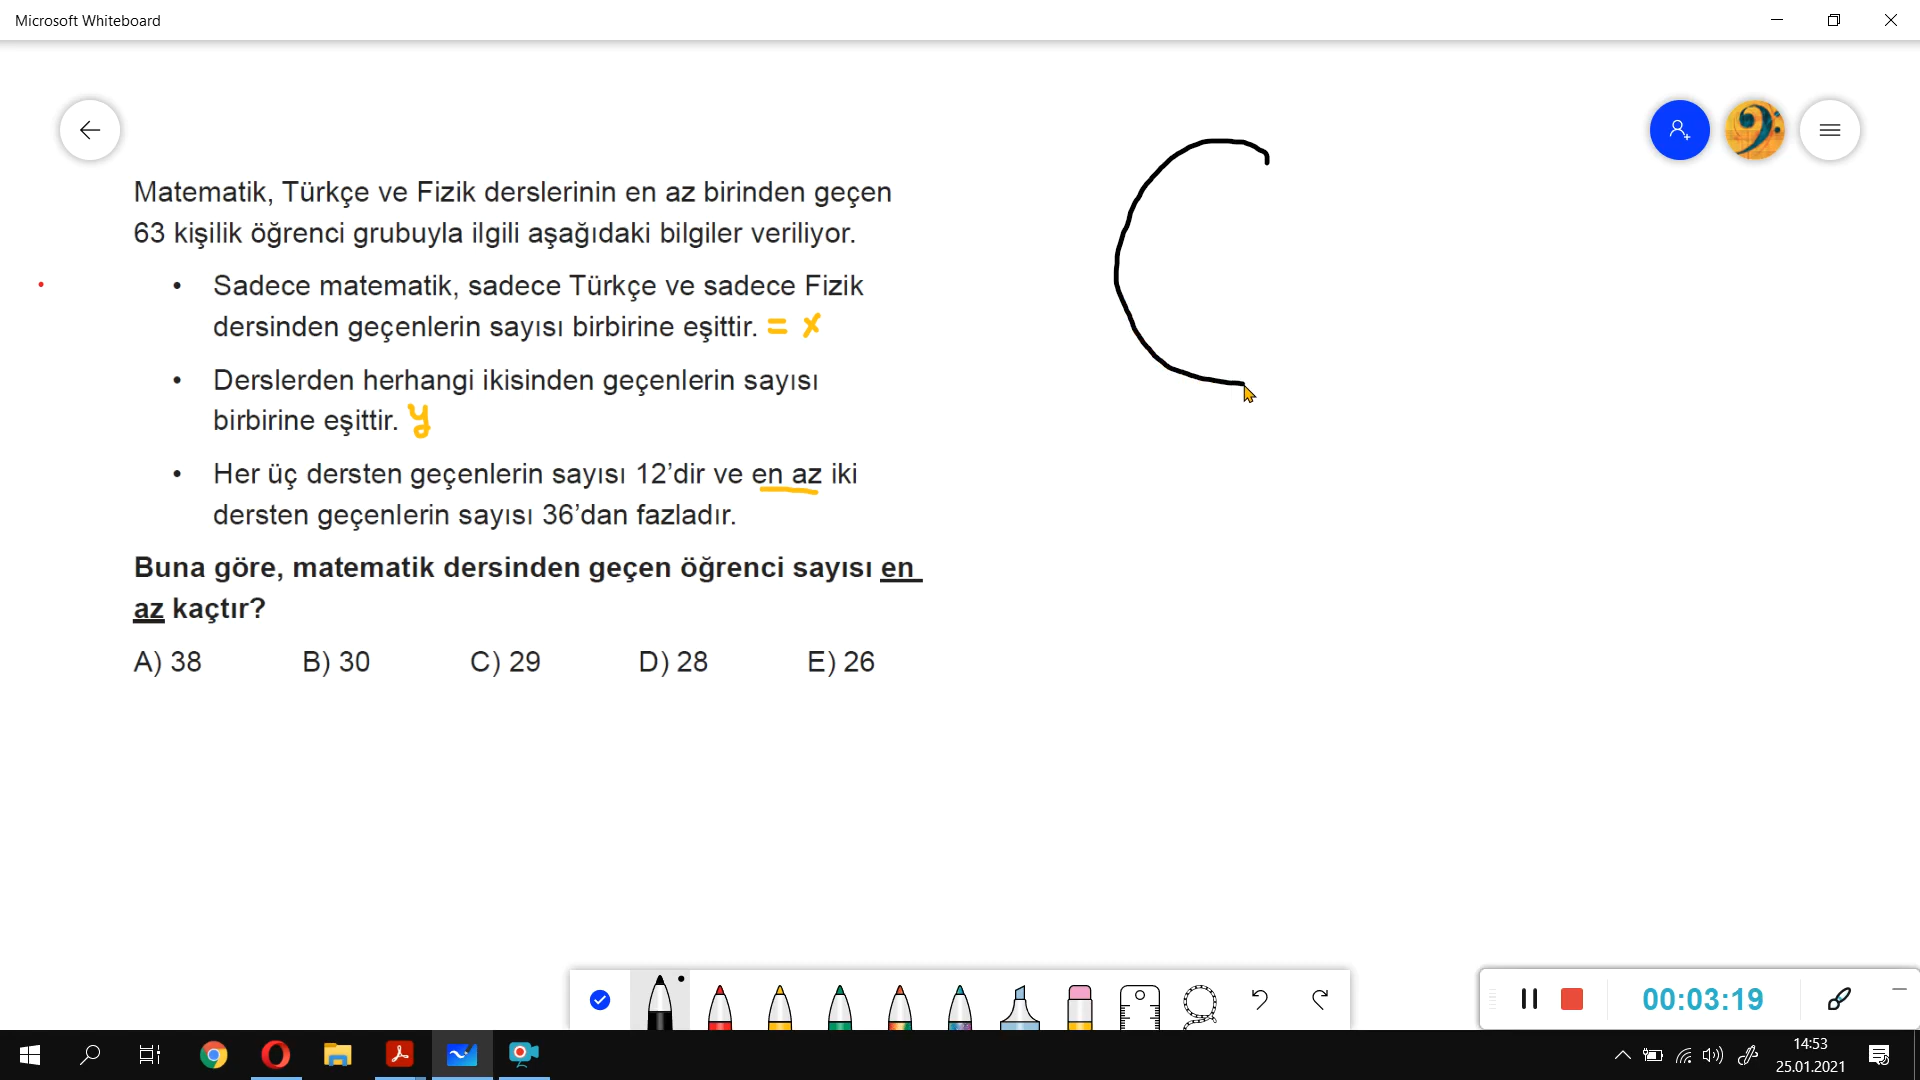 Microsoft Whiteboard
Matematik, Türkçe ve Fizik derslerinin en az birinden geçen
63 kişilik öğrenci grubuyla ilgili aşağıdaki bilgiler veriliyor.
• Sadece matematik, sadece Türkçe ve sadece Fizik
dersinden geçenlerin sayısı birbirine eşittir. = x
• Derslerden herhangi ikisinden geçenlerin sayısı
birbirine eşittir. y
• Her üç dersten geçenlerin sayısı 12’dir ve en az iki
dersten geçenlerin sayısı 36’dan fazladır.
Buna göre, matematik dersinden geçen öğrenci sayısı en
az kaçtır?
A) 38 B) 30 C) 29 D) 28 E) 26
00:03:19
14:53
25.01.2021